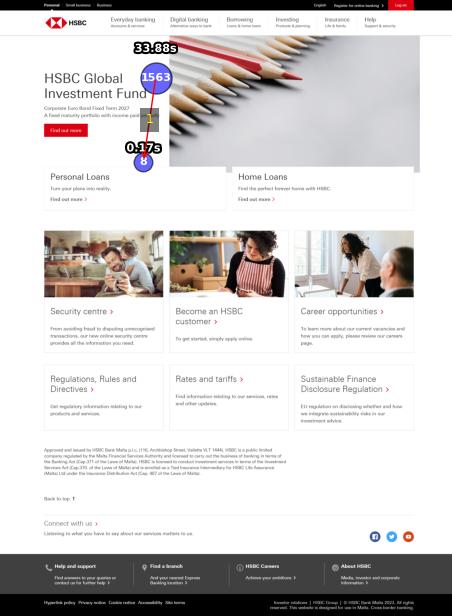 Personal Small business Business English Register for online banking > Log on
HSBC
Everyday banking Digital banking Borrowing Investing Insurance Help
Accounts & services Alternative ways to bank Loans & home loans Products & planning Life & family Support & security
33.88s
HSBC Global
1563
Investment Fund
Corporate Euro Bond Fixed Term 2027
A fixed maturity portfolio with income paid
1
Find out more
0.17s
8
Personal Loans Home Loans
Turn your plans into reality. Find the perfect forever home with HSBC.
Find out more > Find out more >
Security centre > Become an HSBC Career opportunities >
customer >
From avoiding fraud to disputing unrecognised To learn more about our current vacancies and
transactions, our new online security centre To get started, simply apply online. how you can apply, please review our careers
provides all the information you need. page.
Regulations, Rules and Rates and tariffs > Sustainable Finance
Directives > Disclosure Regulation >
Get regulatory information relating to our Find information relating to our services, rates EU regulation on disclosing whether and how
products and services. and other updates. we integrate sustainability risks in our
investment advice.
Approved and issued by HSBC Bank Malta p.l.c. (116, Archbishop Street, Valletta VLT 1444). HSBC is a public limited
company regulated by the Malta Financial Services Authority and licensed to carry out the business of banking in terms of
the Banking Act (Cap.371 of the Laws of Malta). HSBC is licensed to conduct investment services in terms of the Investment
Services Act (Cap.370. of the Laws of Malta) and is enrolled as a Tied Insurance Intermediary for HSBC Life Assurance
(Malta) Ltd under the Insurance Distribution Act (Cap. 487 of the Laws of Malta).
Back to top ↑
Connect with us >
Listening to what you have to say about our services matters to us.
Help and support Find a branch HSBC Careers About HSBC
Find answers to your queries or And your nearest Express Achieve your ambitions > Media, investor and corporate
contact us for further help > Banking location > information >
Hyperlink policy Privacy notice Cookie notice Accessibility Site terms Investor relations | HSBC Group | © HSBC Bank Malta 2023. All rights
reserved. This website is designed for use in Malta. Cross border banking.